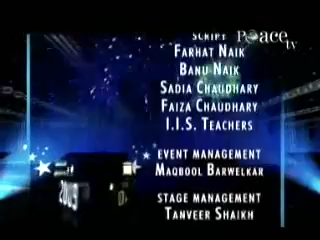 SCRIPT
Peace tv
FARHAT NAIK
BANU NAIK
SADIA CHAUDHARY
FAIZA CHAUDHARY
I.I.S. TEACHERS
EVENT MANAGEMENT
MAQBOOL BARWELKAR
STAGE MANAGEMENT
TANVEER SHAIKH